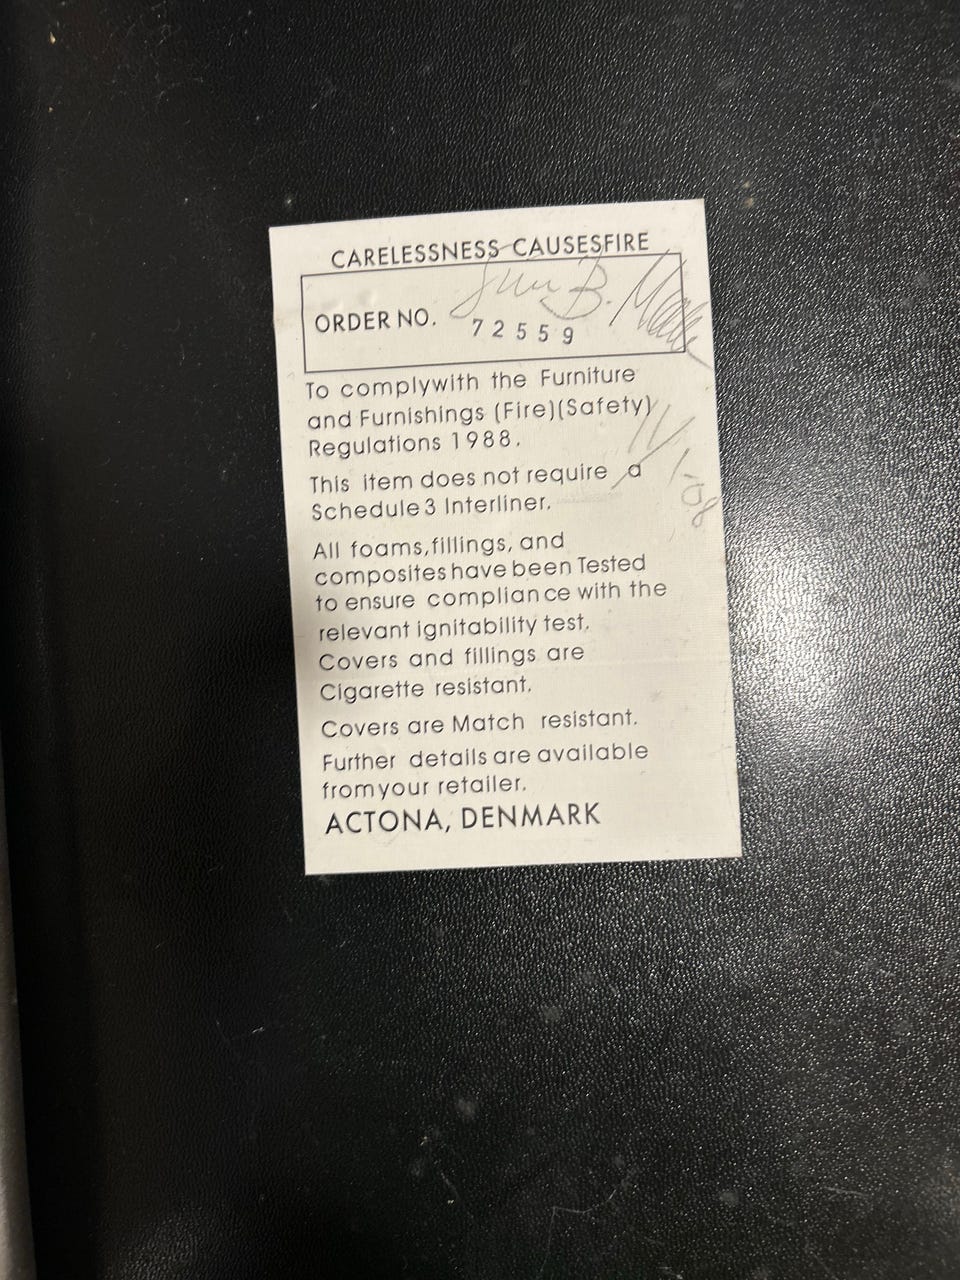 CARELESSNESS CAUSESFIRE
ORDER NO. 72559
To complywith the Furniture
and Furnishings (Fire)(Safety)
Regulations 1988.
This item does not require a
Schedule3 Interliner.
All foams,fillings, and
composites have been Tested
to ensure compliance with the
relevant ignitability test.
Covers and fillings are
Cigarette resistant.
Covers are Match resistant.
Further details are available
fromyour retailer.
ACTONA, DENMARK